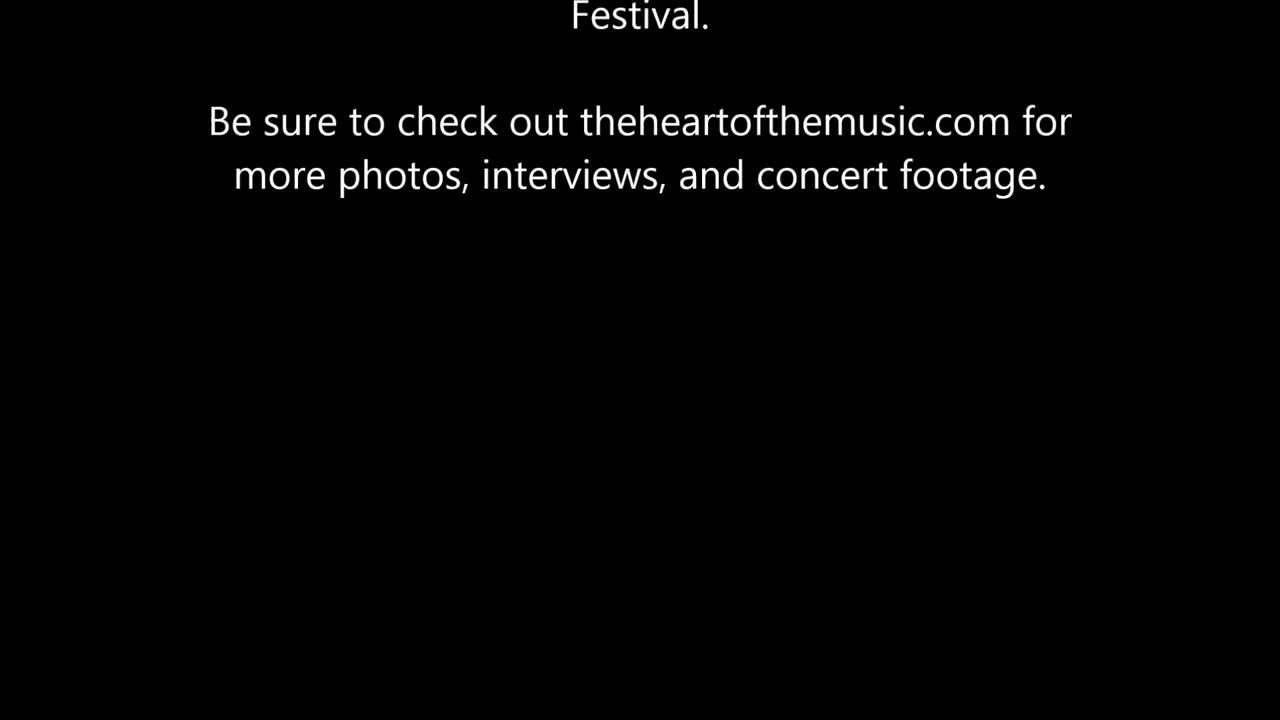 Festival.
Be sure to check out theheartofthemusic.com for
more photos, interviews, and concert footage.